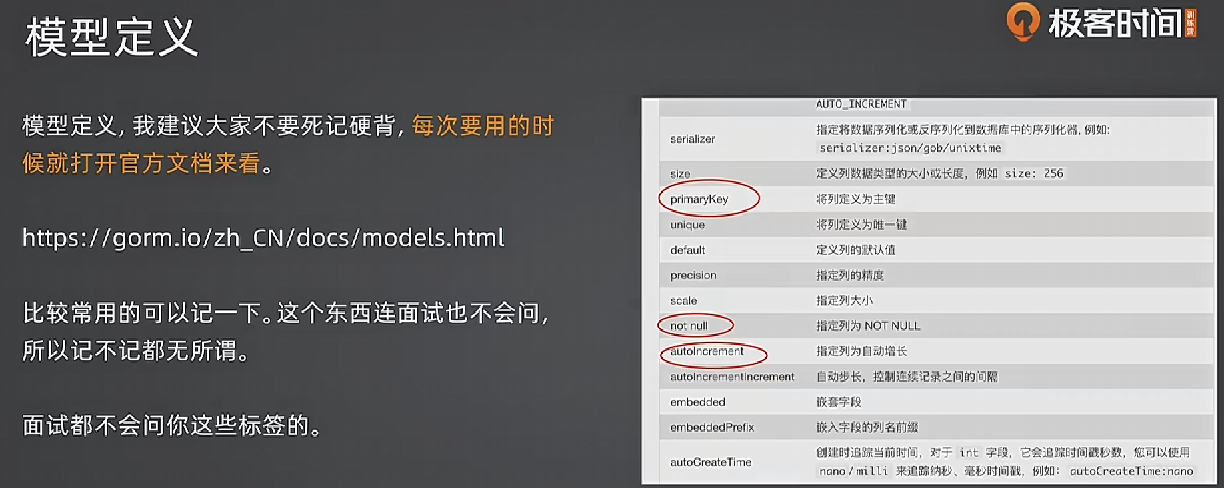 模型定义
极客时间
模型定义，我建议大家不要死记硬背，每次要用的时
候就打开官方文档来看。
https://gorm.io/zh_CN/docs/models.html
比较常用的可以记一下。这个东西连面试也不会问，
所以记不记都无所谓。
面试都不会问你这些标签的。
AUTO_INCREMENT
serializer 指定将数据序列化或反序列化到数据库中的序列化器, 例如:
serializer:json/gob/unixtime
size 定义列数据类型的大小或长度，例如 size: 256
primaryKey 将列定义为主键
unique 将列定义为唯一键
default 定义列的默认值
precision 指定列的精度
scale 指定列大小
not null 指定列为 NOT NULL
autoIncrement 指定列为自动增长
autoIncrementIncrement 自动步长，控制连续记录之间的间隔
embedded 嵌套字段
embeddedPrefix 嵌入字段的列名前缀
autoCreateTime 创建时追踪当前时间，对于 int 字段，它会追踪时间戳秒数，您可以使用
nano/milli 来追踪纳秒、毫秒时间戳，例如：autoCreateTime:nano